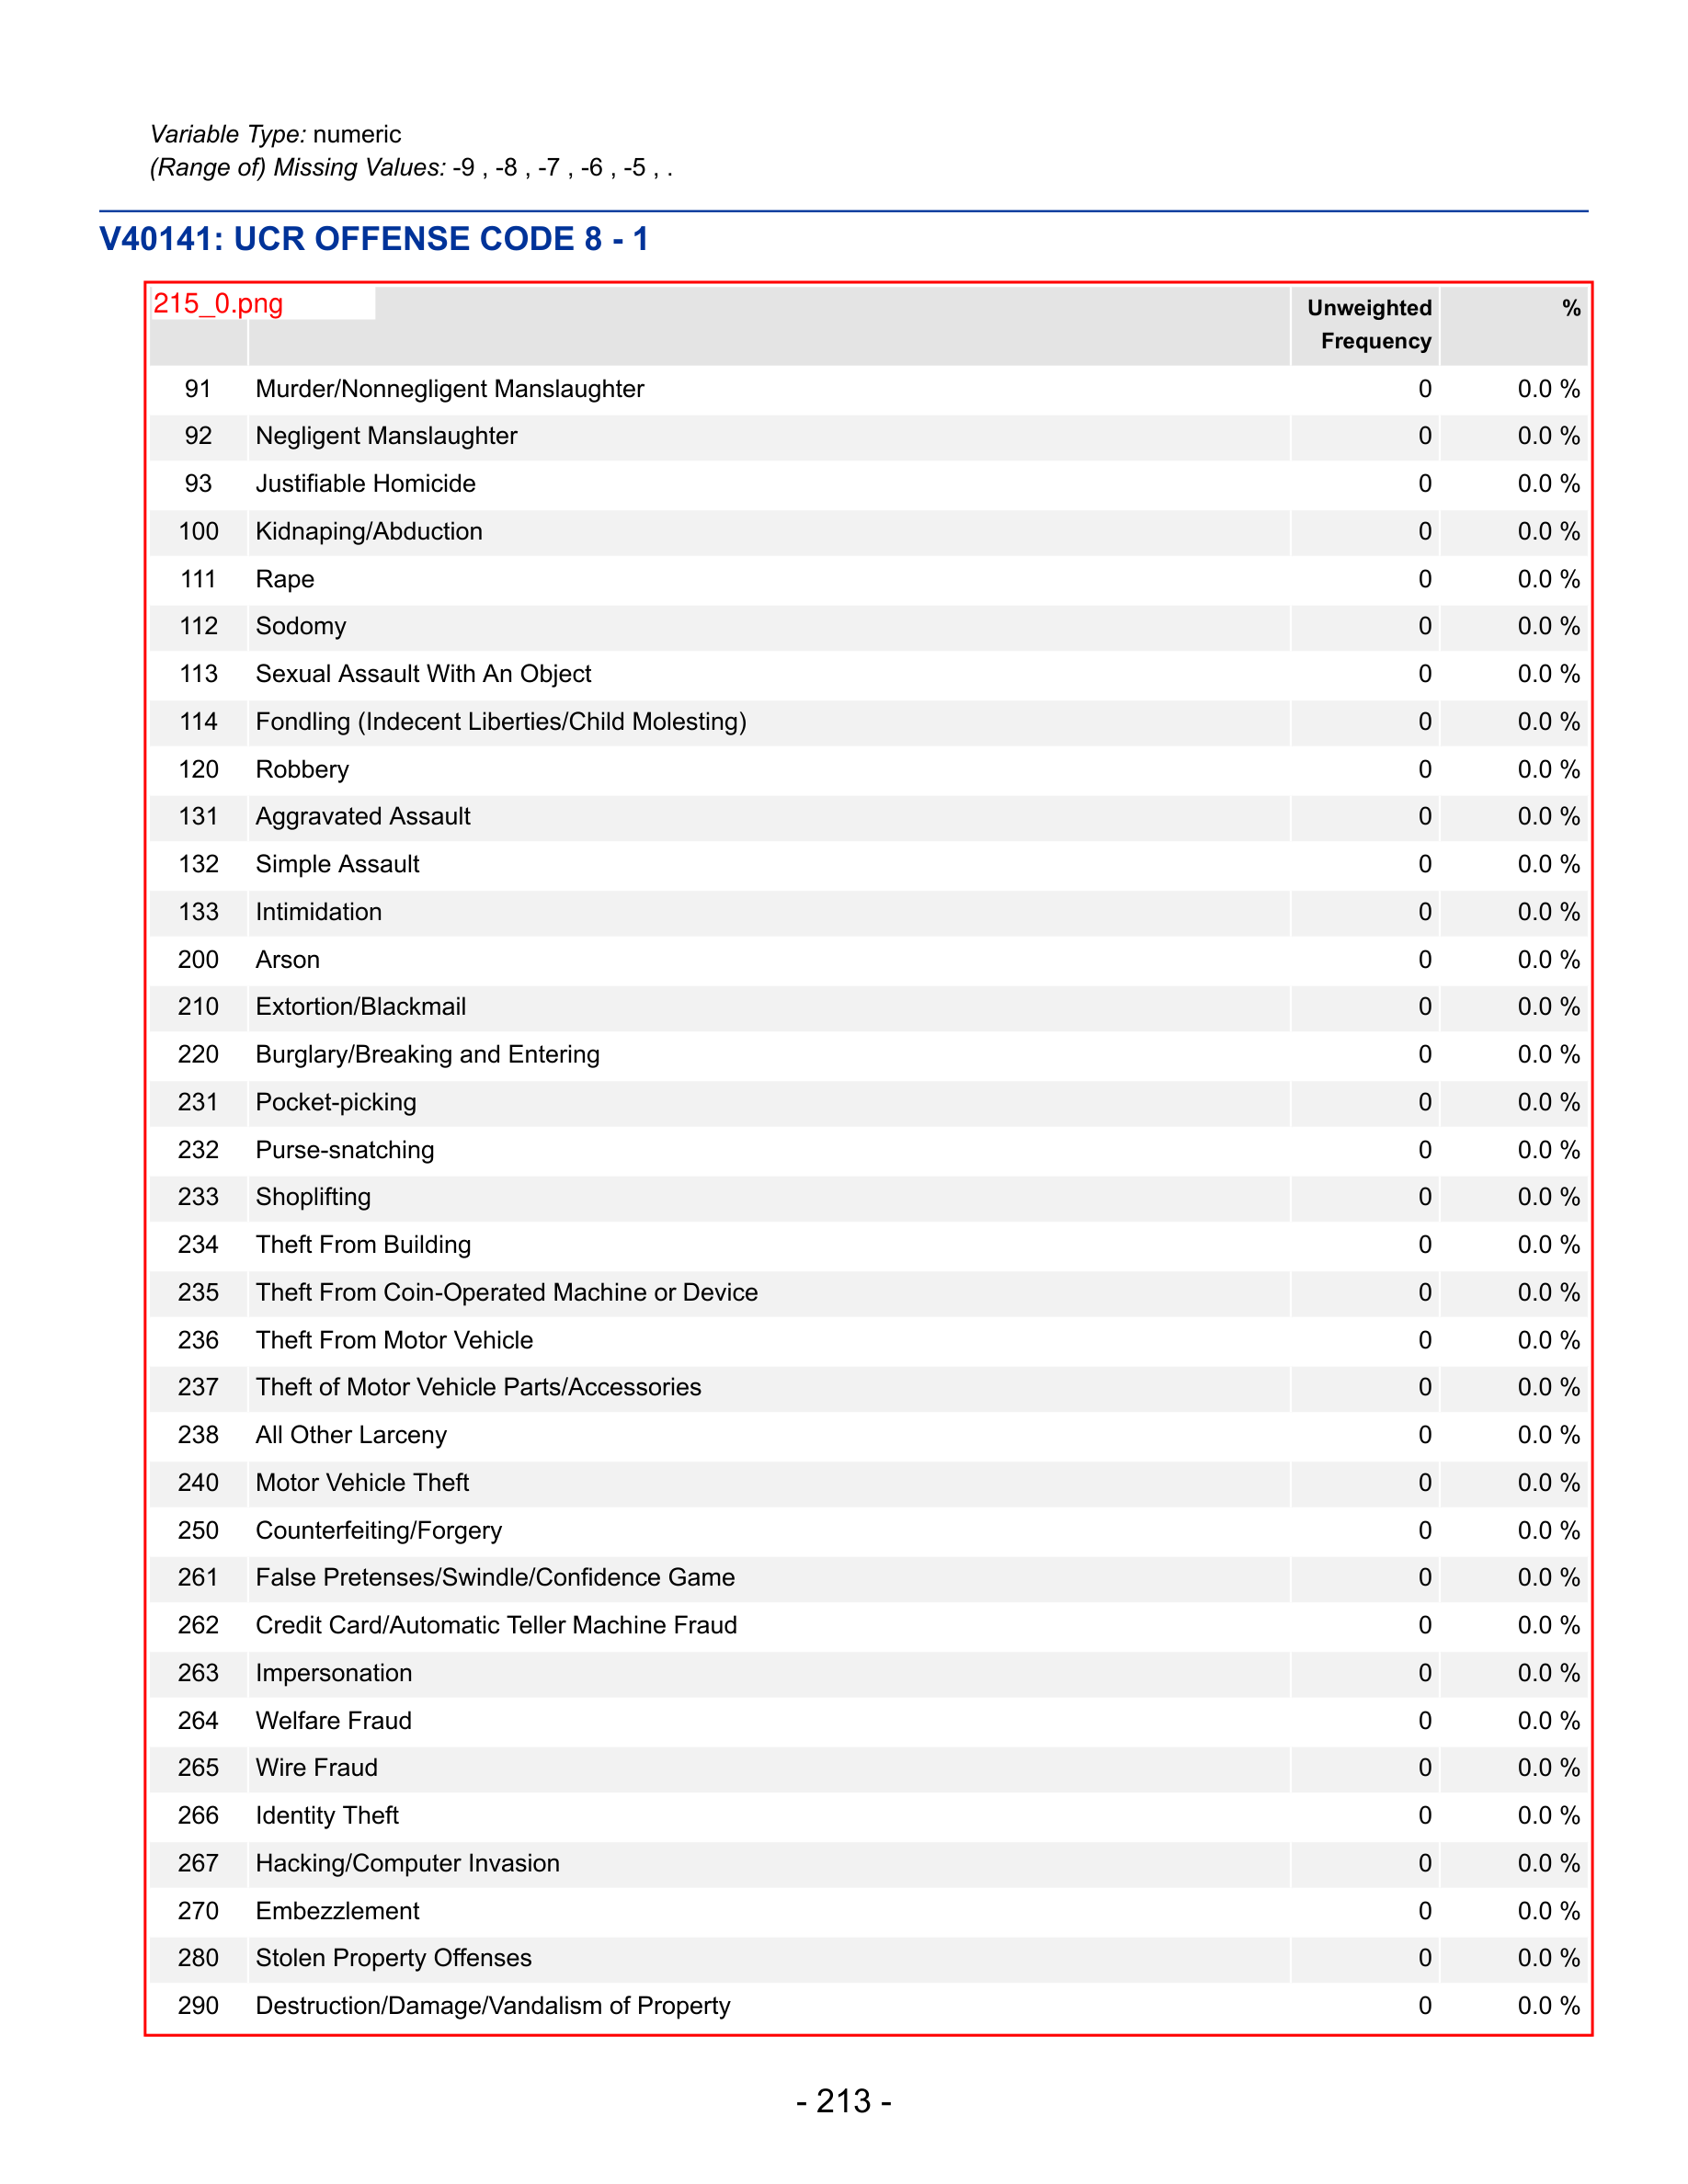 Variable Type: numeric
(Range of) Missing Values: -9 , -8 , -7 , -6 , -5 , .
V40141: UCR OFFENSE CODE 8 - 1
215_0.png
Unweighted Frequency %
91 Murder/Nonnegligent Manslaughter 0 0.0 %
92 Negligent Manslaughter 0 0.0 %
93 Justifiable Homicide 0 0.0 %
100 Kidnaping/Abduction 0 0.0 %
111 Rape 0 0.0 %
112 Sodomy 0 0.0 %
113 Sexual Assault With An Object 0 0.0 %
114 Fondling (Indecent Liberties/Child Molesting) 0 0.0 %
120 Robbery 0 0.0 %
131 Aggravated Assault 0 0.0 %
132 Simple Assault 0 0.0 %
133 Intimidation 0 0.0 %
200 Arson 0 0.0 %
210 Extortion/Blackmail 0 0.0 %
220 Burglary/Breaking and Entering 0 0.0 %
231 Pocket-picking 0 0.0 %
232 Purse-snatching 0 0.0 %
233 Shoplifting 0 0.0 %
234 Theft From Building 0 0.0 %
235 Theft From Coin-Operated Machine or Device 0 0.0 %
236 Theft From Motor Vehicle 0 0.0 %
237 Theft of Motor Vehicle Parts/Accessories 0 0.0 %
238 All Other Larceny 0 0.0 %
240 Motor Vehicle Theft 0 0.0 %
250 Counterfeiting/Forgery 0 0.0 %
261 False Pretenses/Swindle/Confidence Game 0 0.0 %
262 Credit Card/Automatic Teller Machine Fraud 0 0.0 %
263 Impersonation 0 0.0 %
264 Welfare Fraud 0 0.0 %
265 Wire Fraud 0 0.0 %
266 Identity Theft 0 0.0 %
267 Hacking/Computer Invasion 0 0.0 %
270 Embezzlement 0 0.0 %
280 Stolen Property Offenses 0 0.0 %
290 Destruction/Damage/Vandalism of Property 0 0.0 %
- 213 -